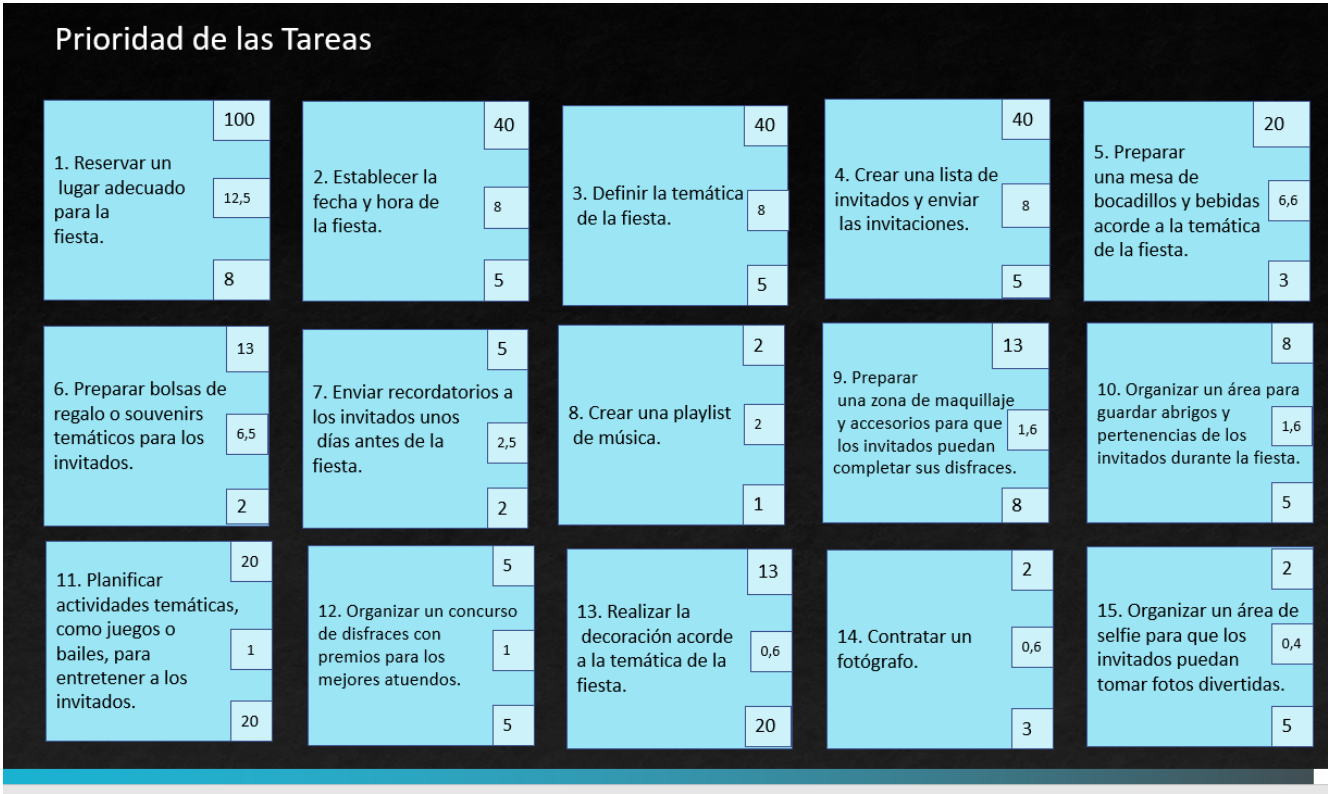 Prioridad de las Tareas
100
1. Reservar un
lugar adecuado
para la
fiesta.
12,5
8
40
2. Establecer la
fecha y hora de
la fiesta.
8
5
40
3. Definir la temática
de la fiesta.
8
5
40
4. Crear una lista de
invitados y enviar
las invitaciones.
8
5
20
5. Preparar
una mesa de
bocadillos y bebidas
acorde a la temática
de la fiesta.
6,6
3
13
6. Preparar bolsas de
regalo o souvenirs
temáticos para los
invitados.
6,5
2
5
7. Enviar recordatorios a
los invitados unos
días antes de la
fiesta.
2,5
2
2
8. Crear una playlist
de música.
2
1
13
9. Preparar
una zona de maquillaje
y accesorios para que
los invitados puedan
completar sus disfraces.
1,6
8
8
10. Organizar un área para
guardar abrigos y
pertenencias de los
invitados durante la fiesta.
1,6
5
20
11. Planificar
actividades temáticas,
como juegos o
bailes, para
entretener a los
invitados.
1
20
5
12. Organizar un concurso
de disfraces con
premios para los
mejores atuendos.
1
5
13
13. Realizar la
decoración acorde
a la temática de la
fiesta.
0,6
20
2
14. Contratar un
fotógrafo.
0,6
3
2
15. Organizar un área de
selfie para que los
invitados puedan
tomar fotos divertidas.
0,4
5